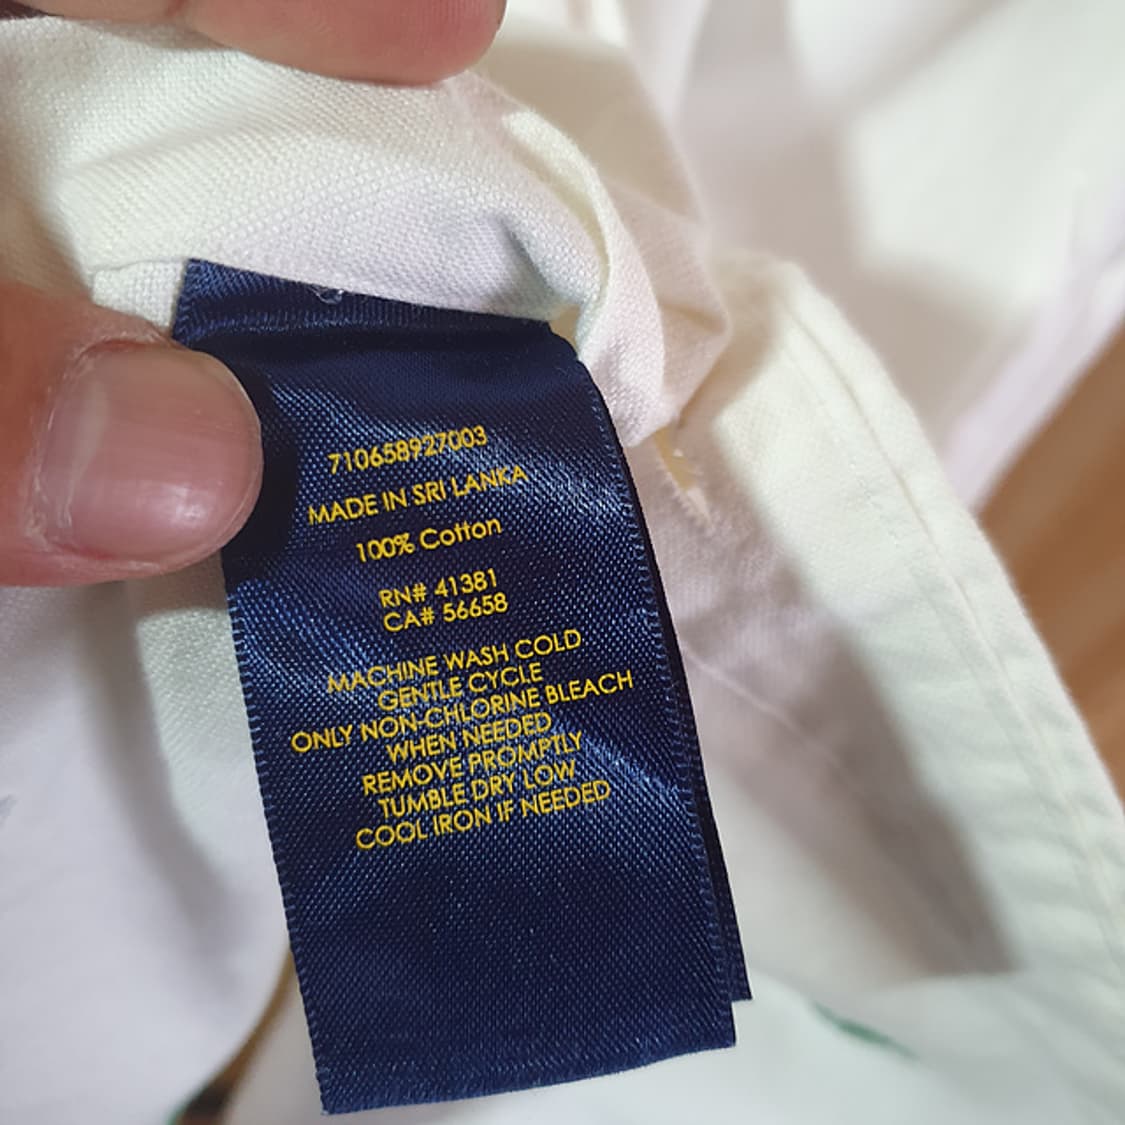 710658927003
MADE IN SRI LANKA
100% Cotton
RN# 41381
CA# 56658
MACHINE WASH COLD
GENTLE CYCLE
ONLY NON-CHLORINE BLEACH
WHEN NEEDED
REMOVE PROMPTLY
TUMBLE DRY LOW
COOL IRON IF NEEDED